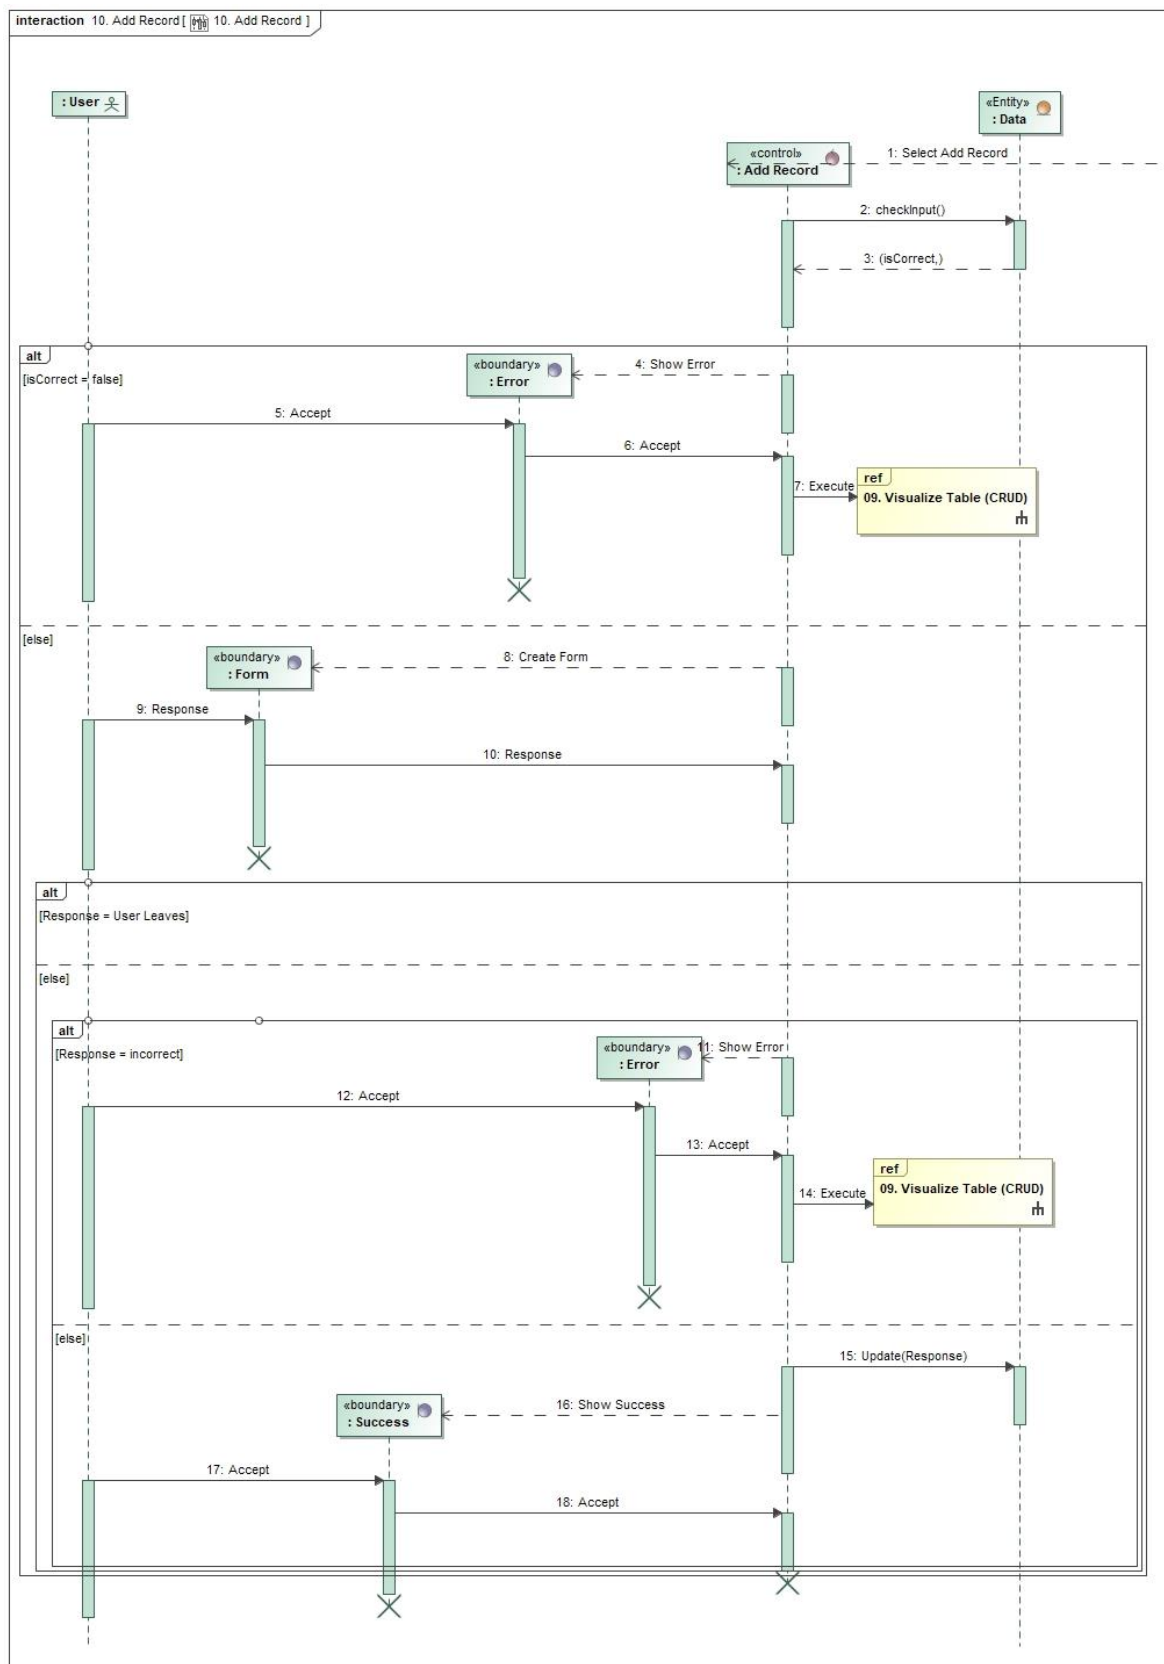 interaction 10. Add Record [ 10. Add Record ]
: User
«Entity»
: Data
«control»
: Add Record
1: Select Add Record
2: checkInput()
3: (isCorrect,)
alt
[isCorrect = false]
«boundary»
: Error
4: Show Error
5: Accept
6: Accept
7: Execute
ref
09. Visualize Table (CRUD)
[else]
«boundary»
: Form
8: Create Form
9: Response
10: Response
alt
[Response = User Leaves]
[else]
alt
[Response = incorrect]
«boundary»
: Error
11: Show Error
12: Accept
13: Accept
14: Execute
ref
09. Visualize Table (CRUD)
[else]
15: Update(Response)
«boundary»
: Success
16: Show Success
17: Accept
18: Accept